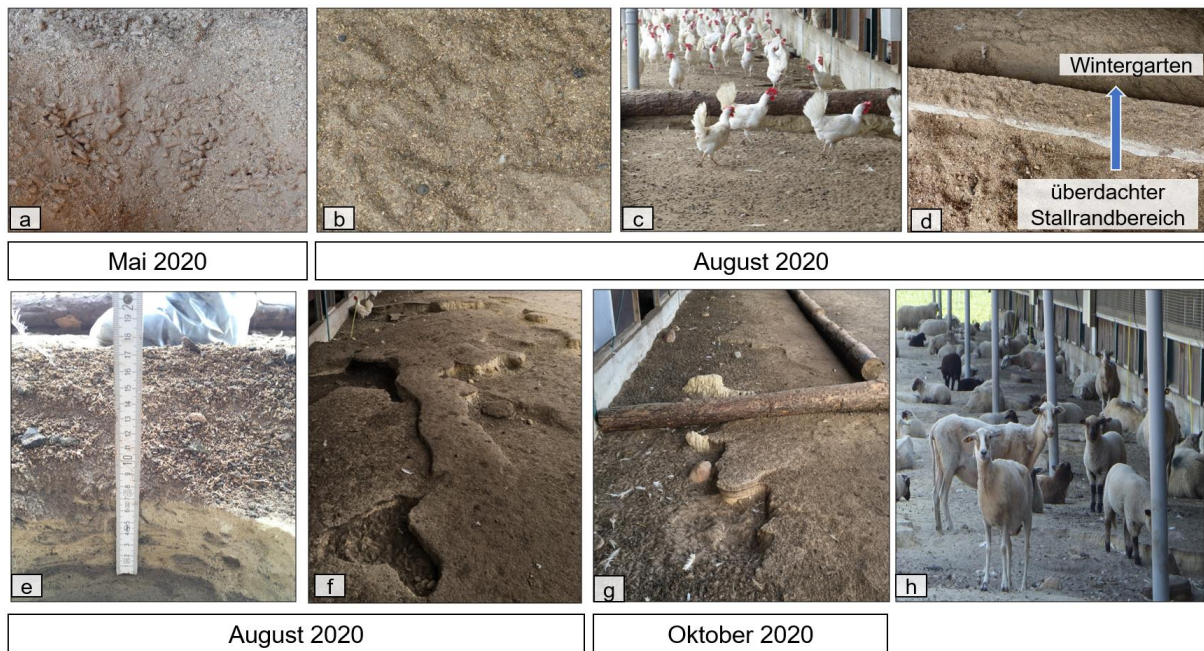 a
b
c
Wintergarten
überdachter
Stallrandbereich
d
Mai 2020
August 2020
e
f
g
h
August 2020
Oktober 2020